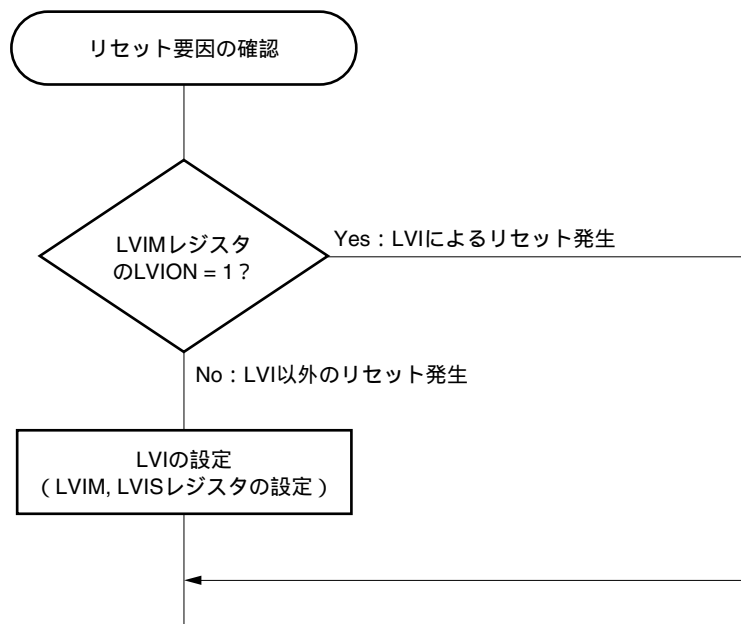 リセット要因の確認
LVIMレジスタ
のLVION = 1？
Yes：LVIによるリセット発生
No：LVI以外のリセット発生
LVIの設定
（LVIM, LVISレジスタの設定）